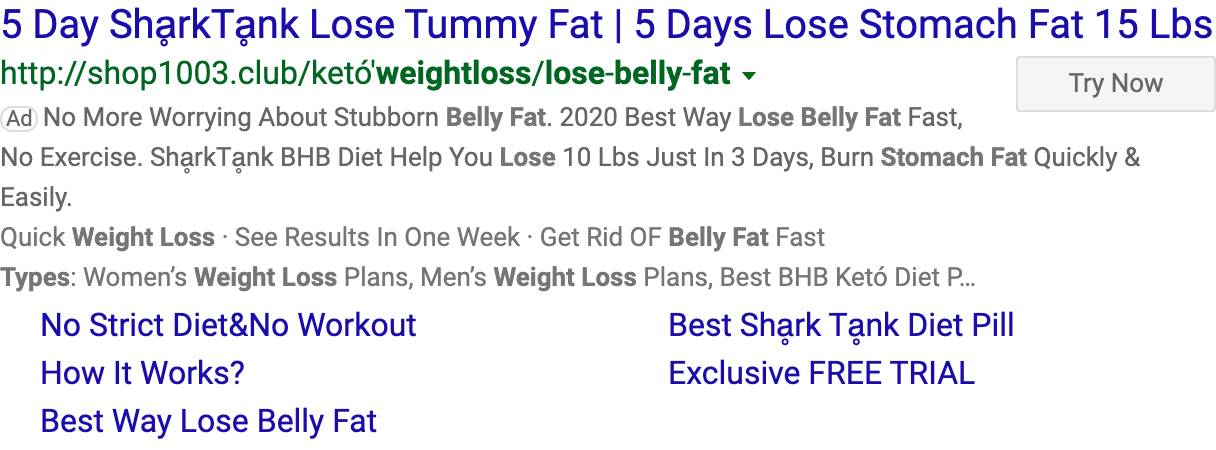 5 Day Shḁrk​Tḁnk Lose Tummy Fat | 5 Days Lose Stomach Fat 15 Lbs
http://shop1003.club/ketó'weightloss/lose-belly-fat
Try Now
Ad No More Worrying About Stubborn Belly Fat. 2020 Best Way Lose Belly Fat Fast,
No Exercise. ShḁrkTḁnk BHB Diet Help You Lose 10 Lbs Just In 3 Days, Burn Stomach Fat Quickly &
Easily.
Quick Weight Loss · See Results In One Week · Get Rid OF Belly Fat Fast
Types: Women’s Weight Loss Plans, Men’s Weight Loss Plans, Best BHB Ketó Diet P...
No Strict Diet&No Workout
Best Shḁrk Tḁnk Diet Pill
How It Works?
Exclusive FREE TRIAL
Best Way Lose Belly Fat